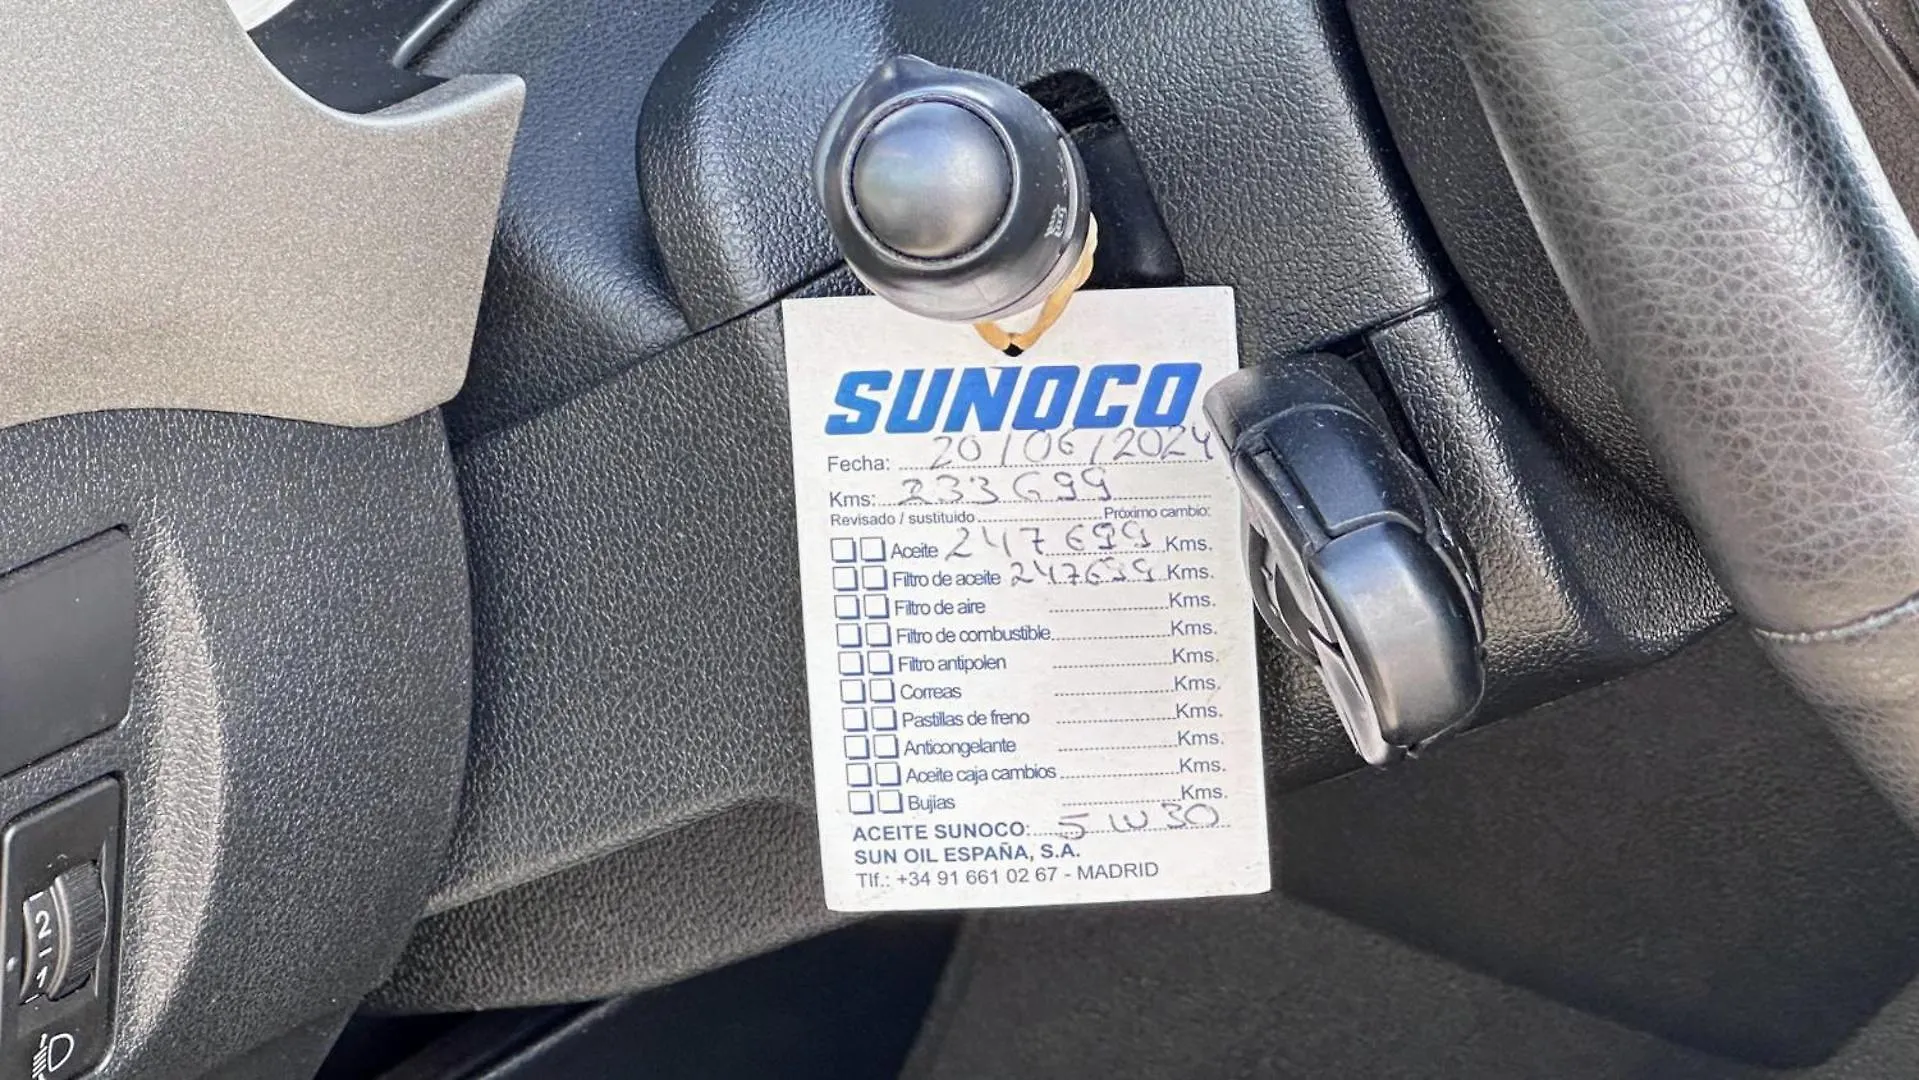 SUNOCO
Fecha: 20/06/2024
Kms: 233699
Revisado / sustituido Próximo cambio:
Aceite 247699 Kms.
Filtro de aceite 247699 Kms.
Filtro de aire Kms.
Filtro de combustible Kms.
Filtro antipolen Kms.
Correas Kms.
Pastillas de freno Kms.
Anticongelante Kms.
Aceite caja cambios Kms.
Bujías Kms.
ACEITE SUNOCO: 5W30
SUN OIL ESPAÑA, S.A.
Tlf.: +34 91 661 02 67 - MADRID
2
1